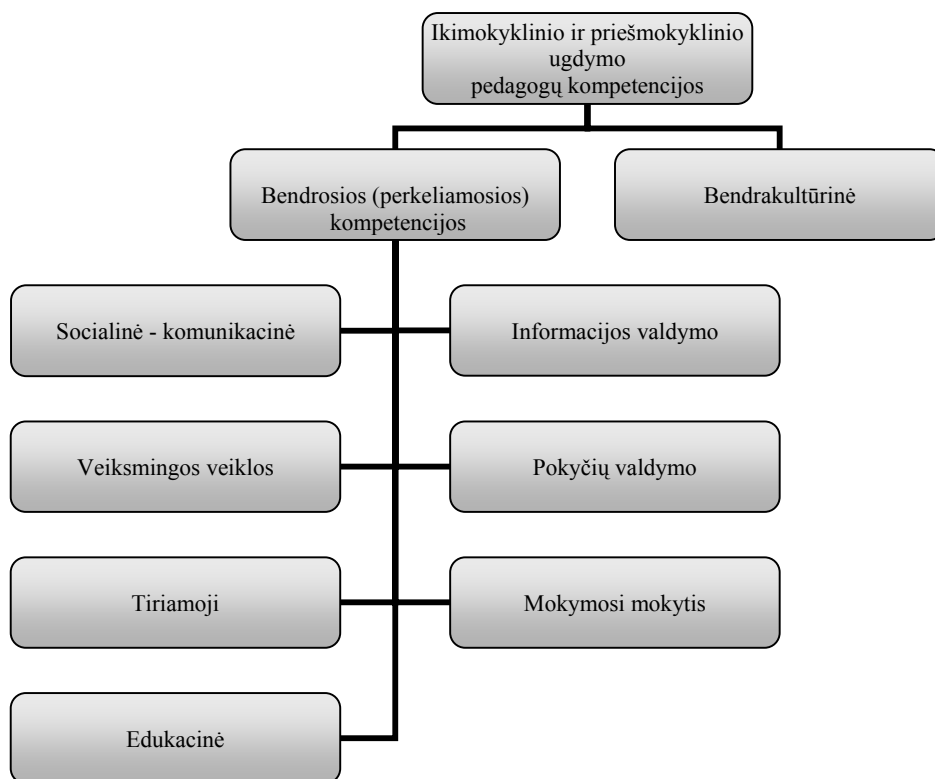 Ikimokyklinio ir priešmokyklinio
ugdymo
pedagogų kompetencijos
Bendrosios (perkeliamosios)
kompetencijos
Bendrakultūrinė
Socialinė - komunikacinė
Informacijos valdymo
Veiksmingos veiklos
Pokyčių valdymo
Tiriamoji
Mokymosi mokytis
Edukacinė